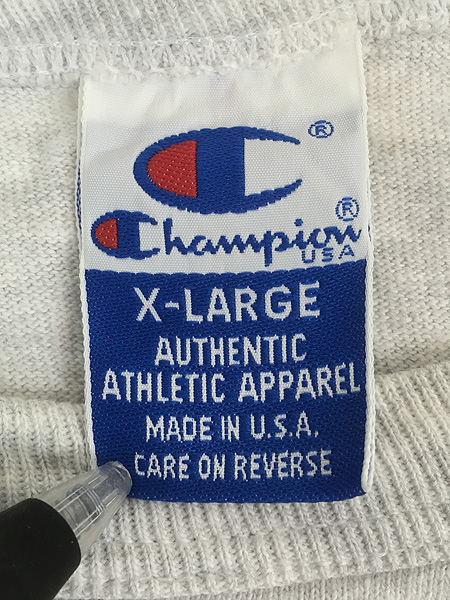 ®
Champion®
USA
X-LARGE
AUTHENTIC
ATHLETIC APPAREL
MADE IN U.S.A.
CARE ON REVERSE